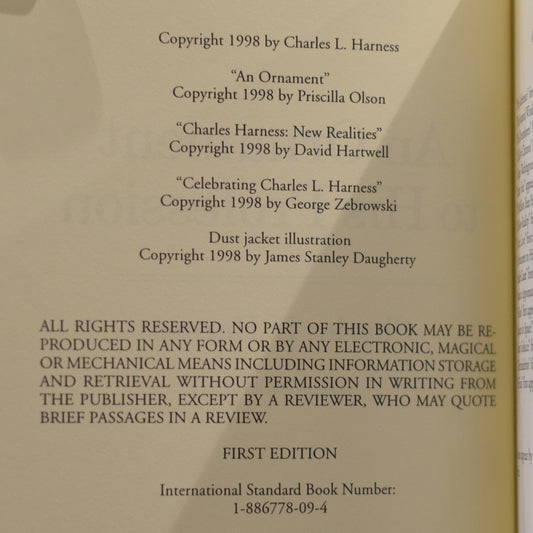 Copyright 1998 by Charles L. Harness
“An Ornament”
Copyright 1998 by Priscilla Olson
“Charles Harness: New Realities”
Copyright 1998 by David Hartwell
“Celebrating Charles L. Harness”
Copyright 1998 by George Zebrowski
Dust jacket illustration
Copyright 1998 by James Stanley Daugherty
ALL RIGHTS RESERVED. NO PART OF THIS BOOK MAY BE RE-
PRODUCED IN ANY FORM OR BY ANY ELECTRONIC, MAGICAL
OR MECHANICAL MEANS INCLUDING INFORMATION STORAGE
AND RETRIEVAL WITHOUT PERMISSION IN WRITING FROM
THE PUBLISHER, EXCEPT BY A REVIEWER, WHO MAY QUOTE
BRIEF PASSAGES IN A REVIEW.
FIRST EDITION
International Standard Book Number:
1-886778-09-4